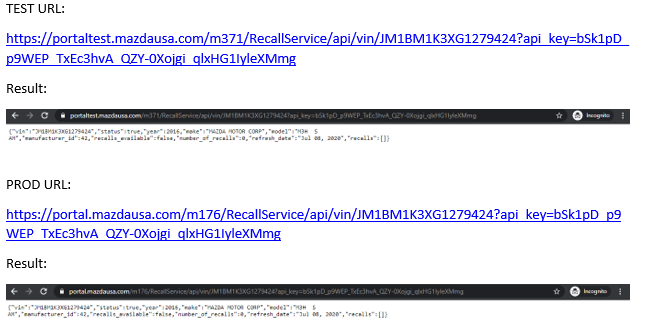 TEST URL:
https://portaltest.mazdausa.com/m371/RecallService/api/vin/JM1BM1K3XG1279424?api_key=bSk1pD_
p9WEP_TxEc3hvA_QZY-0Xojgi_qlxHG1IyleXMmg
Result:
portaltest.mazdausa.com/m371/RecallService/api/vin/JM1BM1K3XG1279424?api_key=bSk1pD_p9WEP_TxEc3hvA_QZY-0Xojgi_qlxHG1IyleXMmg Incognito
{"vin":"JM1BM1K3XG1279424","status":true,"year":2016,"make":"MAZDA MOTOR CORP","model":"M3H S
AM","manufacturer_id":42,"recalls_available":false,"number_of_recalls":0,"refresh_date":"Jul 08, 2020","recalls":[]}
PROD URL:
https://portal.mazdausa.com/m176/RecallService/api/vin/JM1BM1K3XG1279424?api_key=bSk1pD_p9
WEP_TxEc3hvA_QZY-0Xojgi_qlxHG1IyleXMmg
Result:
portal.mazdausa.com/m176/RecallService/api/vin/JM1BM1K3XG1279424?api_key=bSk1pD_p9WEP_TxEc3hvA_QZY-0Xojgi_qlxHG1IyleXMmg Incognito
{"vin":"JM1BM1K3XG1279424","status":true,"year":2016,"make":"MAZDA MOTOR CORP","model":"M3H S
AM","manufacturer_id":42,"recalls_available":false,"number_of_recalls":0,"refresh_date":"Jul 08, 2020","recalls":[]}